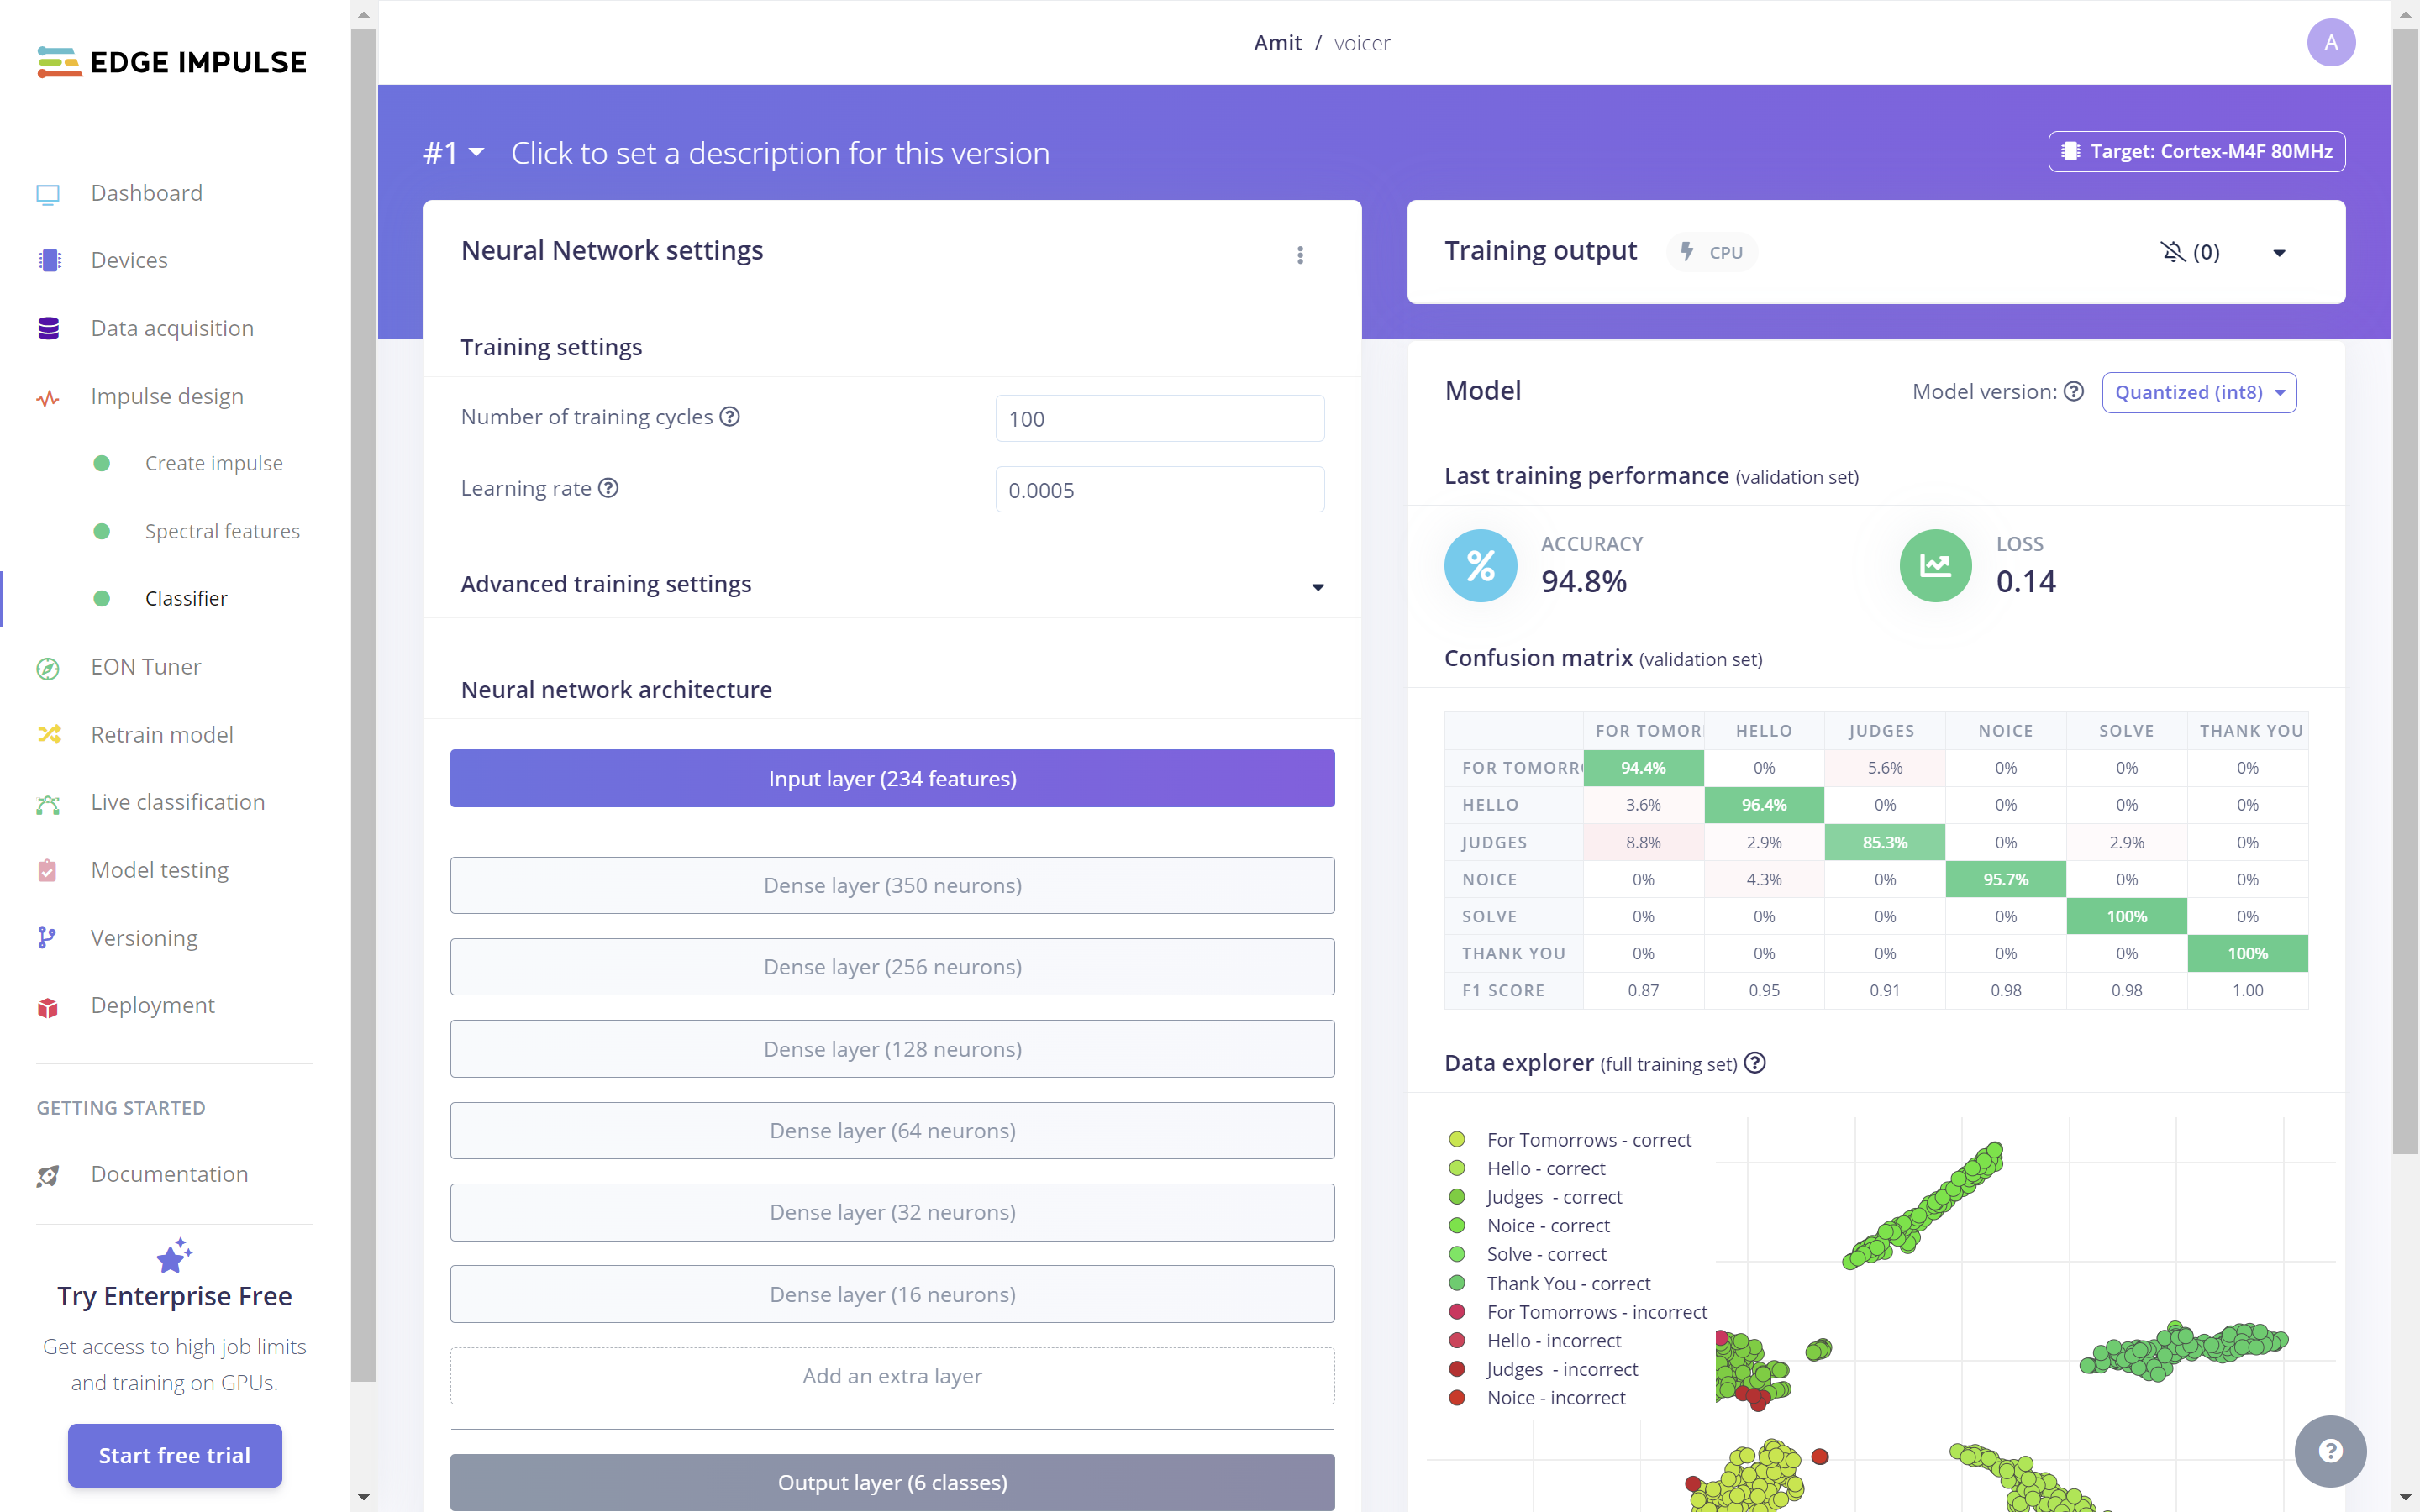 EDGE IMPULSE
Dashboard
Devices
Data acquisition
Impulse design
Create impulse
Spectral features
Classifier
EON Tuner
Retrain model
Live classification
Model testing
Versioning
Deployment
GETTING STARTED
Documentation
Try Enterprise Free
Get access to high job limits
and training on GPUs.
Start free trial
Amit / voicer
A
#1 Click to set a description for this version
Target: Cortex-M4F 80MHz
Neural Network settings
Training settings
Number of training cycles ?
100
Learning rate ?
0.0005
Advanced training settings
Neural network architecture
Input layer (234 features)
Dense layer (350 neurons)
Dense layer (256 neurons)
Dense layer (128 neurons)
Dense layer (64 neurons)
Dense layer (32 neurons)
Dense layer (16 neurons)
Add an extra layer
Output layer (6 classes)
Training output CPU (0)
Model Model version: ? Quantized (int8)
Last training performance (validation set)
% ACCURACY
94.8%
LOSS
0.14
Confusion matrix (validation set)
FOR TOMOR HELLO JUDGES NOICE SOLVE THANK YOU
FOR TOMORR 94.4% 0% 5.6% 0% 0% 0%
HELLO 3.6% 96.4% 0% 0% 0% 0%
JUDGES 8.8% 2.9% 85.3% 0% 2.9% 0%
NOICE 0% 4.3% 0% 95.7% 0% 0%
SOLVE 0% 0% 0% 0% 100% 0%
THANK YOU 0% 0% 0% 0% 0% 100%
F1 SCORE 0.87 0.95 0.91 0.98 0.98 1.00
Data explorer (full training set) ?
For Tomorrows - correct
Hello - correct
Judges - correct
Noice - correct
Solve - correct
Thank You - correct
For Tomorrows - incorrect
Hello - incorrect
Judges - incorrect
Noice - incorrect
?